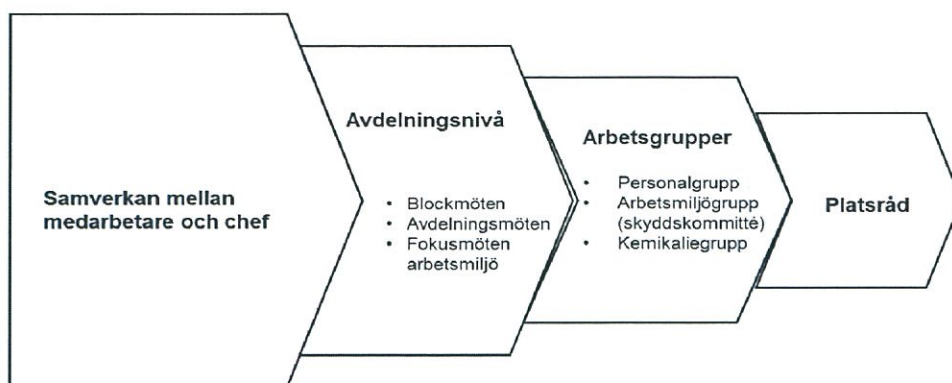 Samverkan mellan
medarbetare och chef
Avdelningsnivå
• Blockmöten
• Avdelningsmöten
• Fokusmöten
arbetsmiljö
Arbetsgrupper
• Personalgrupp
• Arbetsmiljögrupp
(skyddskommitté)
• Kemikaliegrupp
Platsråd